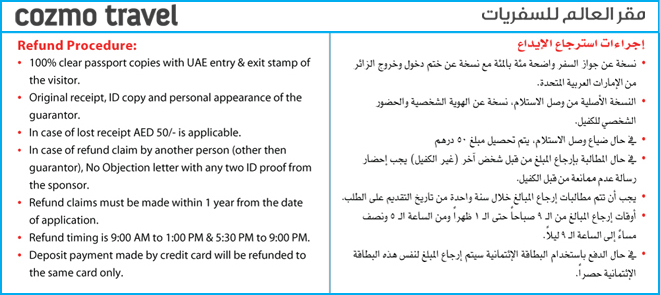 cozmo travel
مقر العالم للسفريات
Refund Procedure:
• 100% clear passport copies with UAE entry & exit stamp of
the visitor.
• Original receipt, ID copy and personal appearance of the
guarantor.
• In case of lost receipt AED 50/- is applicable.
• In case of refund claim by another person (other then
guarantor), No Objection letter with any two ID proof from
the sponsor.
• Refund claims must be made within 1 year from the date
of application.
• Refund timing is 9:00 AM to 1:00 PM & 5:30 PM to 9:00 PM.
• Deposit payment made by credit card will be refunded to
the same card only.
إجراءات استرجاع الإيداع
• نسخة عن جواز السفر واضحة مئة بالمئة مع نسخة عن ختم دخول وخروج الزائر
من الإمارات العربية المتحدة.
• النسخة الأصلية من وصل الاستلام، نسخة عن الهوية الشخصية والحضور
الشخصي للكفيل.
• في حال ضياع وصل الاستلام، يتم تحصيل مبلغ ٥٠ درهم
• في حال المطالبة بإرجاع المبلغ من قبل شخص آخر (غير الكفيل) يجب إحضار
رسالة عدم ممانعة من قبل الكفيل.
• يجب أن تتم مطالبات إرجاع المبالغ خلال سنة واحدة من تاريخ التقديم على الطلب.
• أوقات إرجاع المبالغ من الـ ٩ صباحاً حتى الـ ١ ظهراً ومن الساعة الـ ٥ ونصف
مساءً إلى الساعة الـ ٩ ليلاً.
• في حال الدفع باستخدام البطاقة الإئتمانية سيتم إرجاع المبلغ لنفس هذه البطاقة
الإئتمانية حصراً.